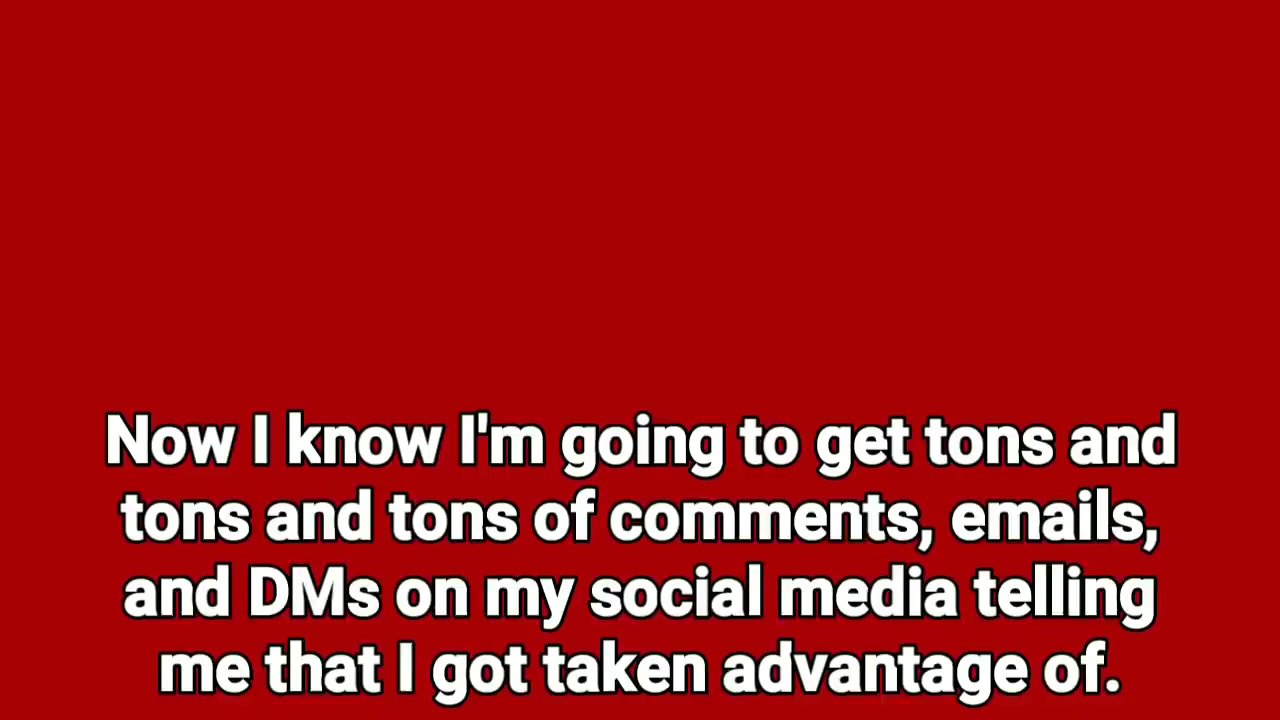 Now I know I'm going to get tons and
tons and tons of comments, emails,
and DMs on my social media telling
me that I got taken advantage of.